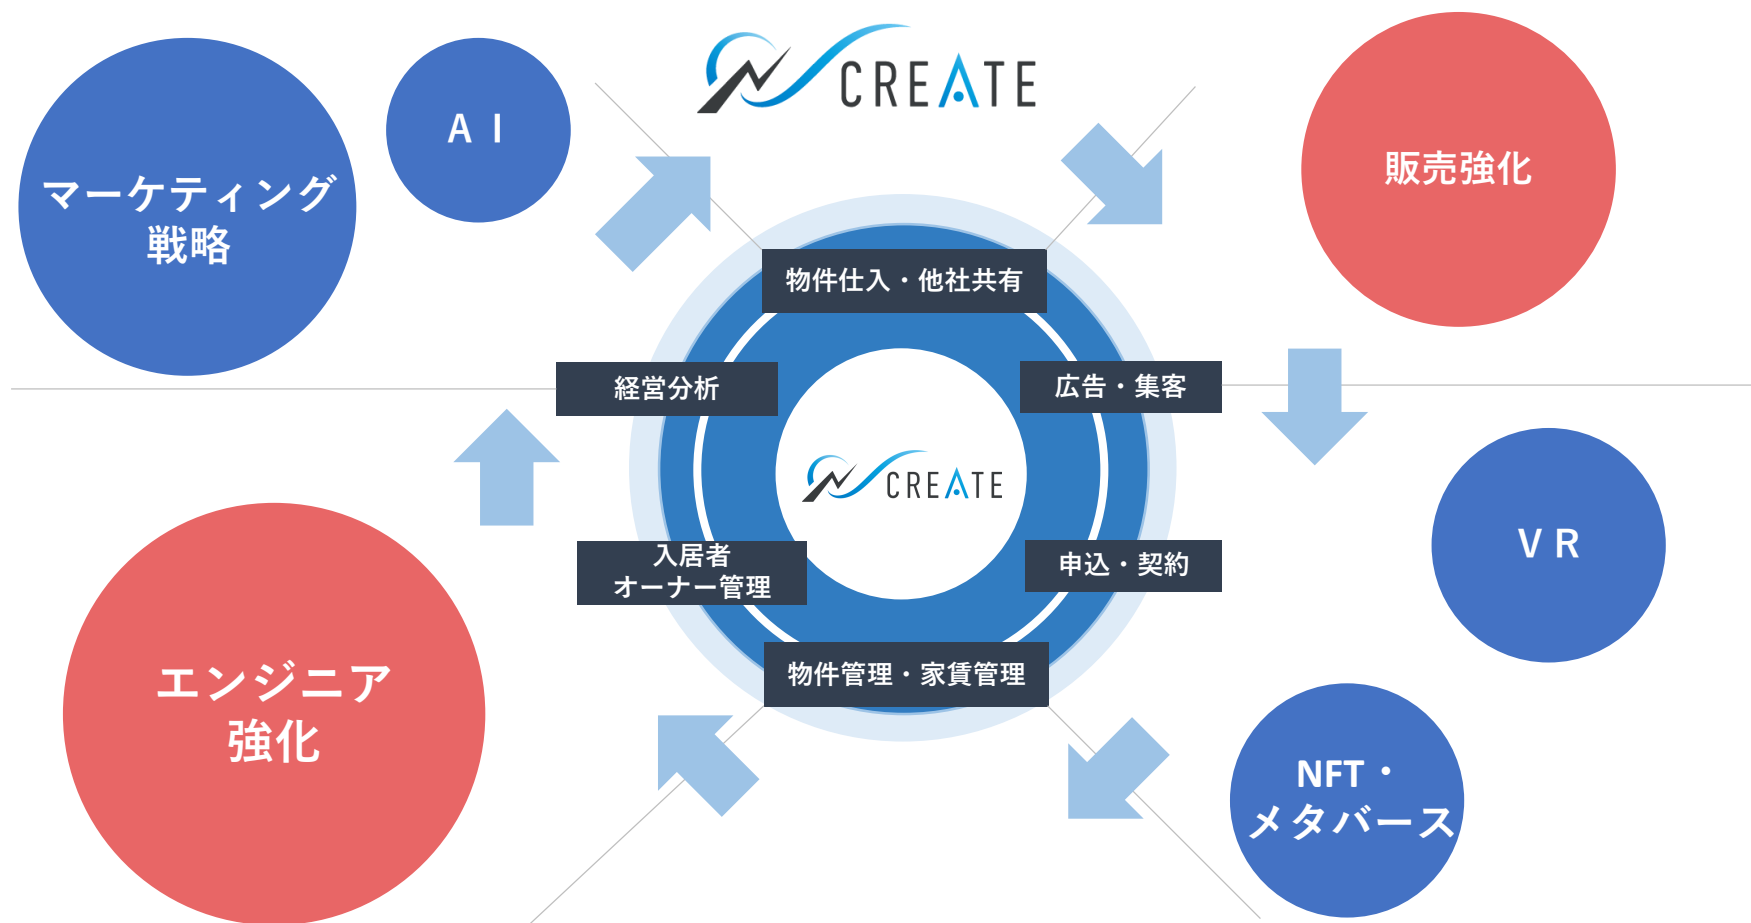 CREATE
AI
マーケティング
戦略
販売強化
物件仕入・他社共有
経営分析
広告・集客
CREATE
入居者
オーナー管理
申込・契約
VR
物件管理・家賃管理
エンジニア
強化
NFT・
メタバース